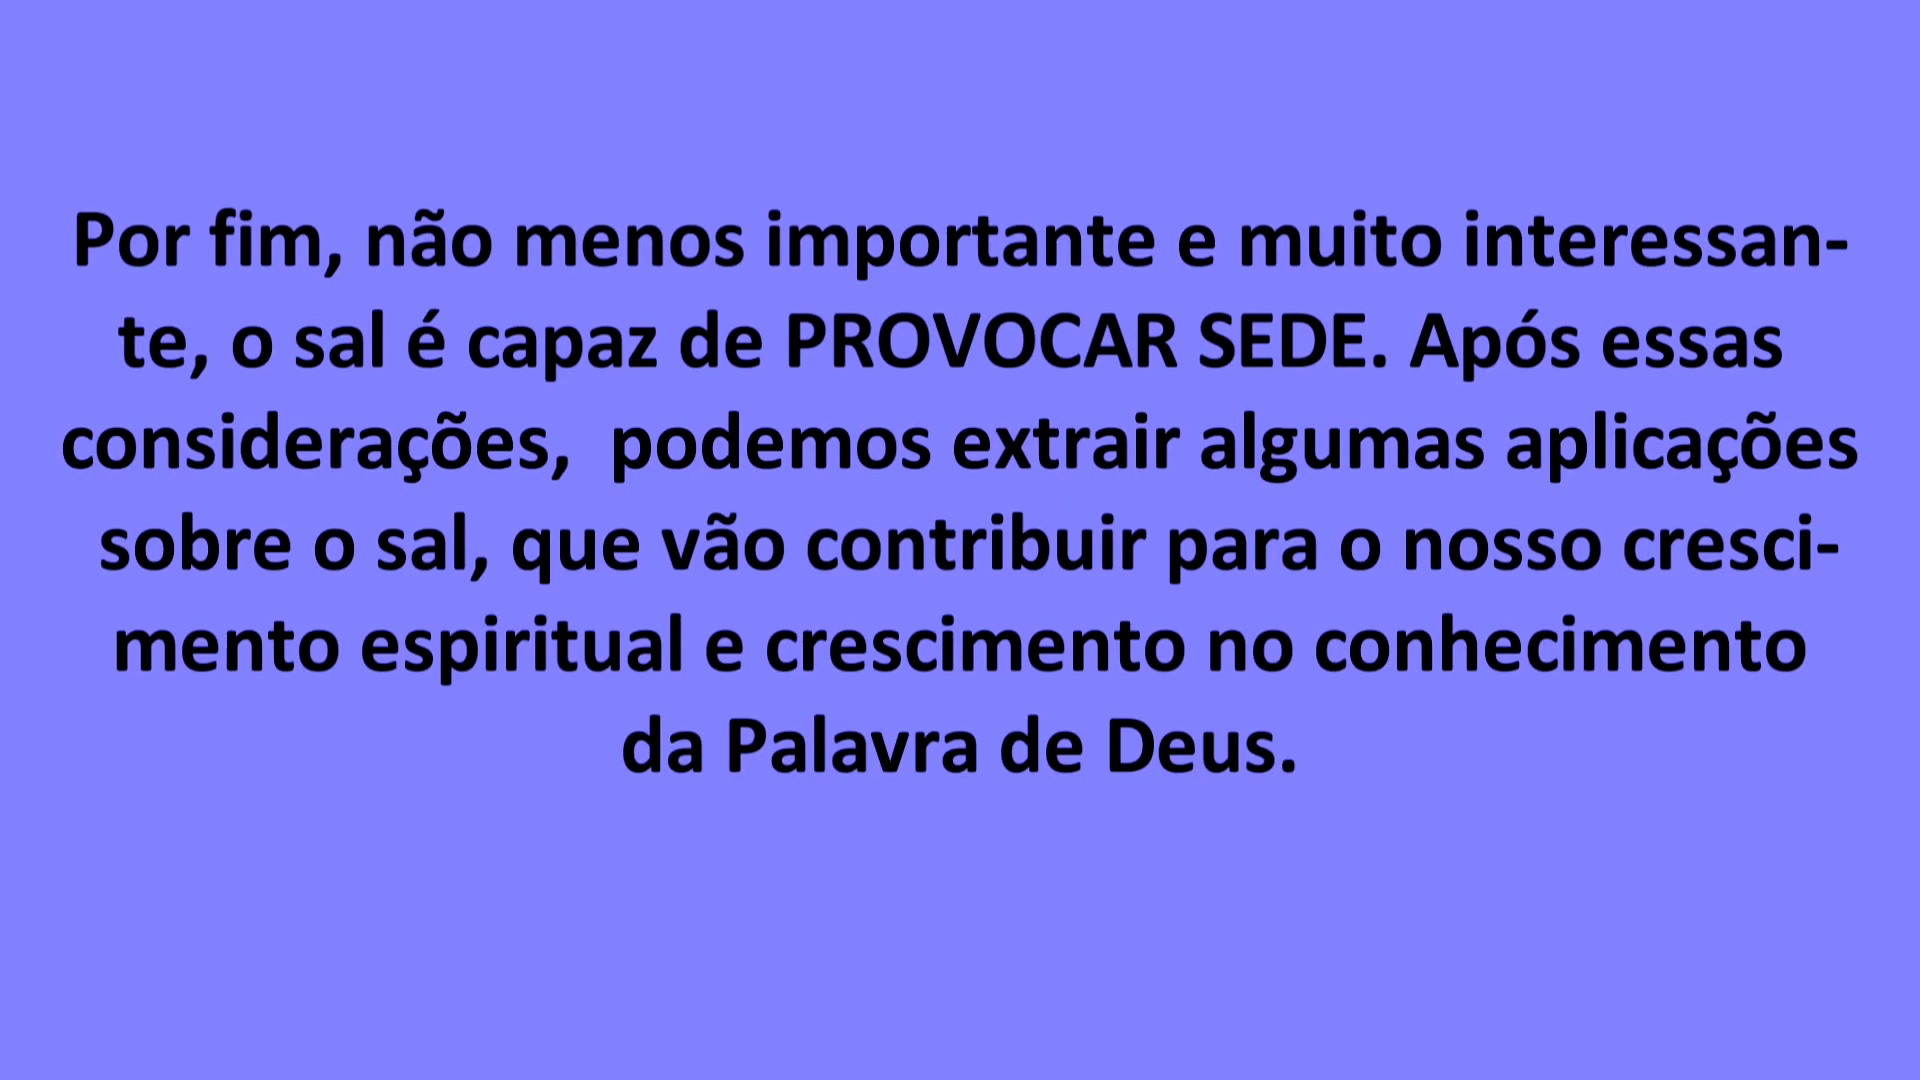 Por fim, não menos importante e muito interessan-
te, o sal é capaz de PROVOCAR SEDE. Após essas
considerações,  podemos extrair algumas aplicações
sobre o sal, que vão contribuir para o nosso cresci-
mento espiritual e crescimento no conhecimento
da Palavra de Deus.